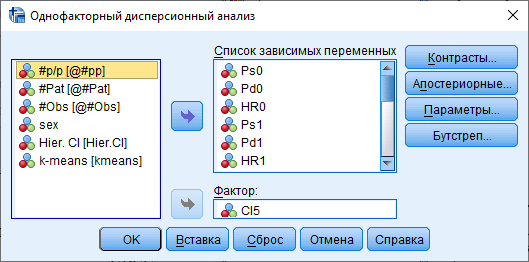 Однофакторный дисперсионный анализ
#p/p [@#pp]
#Pat [@#Pat]
#Obs [@#Obs]
sex
Hier. Cl [Hier.Cl]
k-means [kmeans]
Список зависимых переменных
Ps0
Pd0
HR0
Ps1
Pd1
HR1
Фактор:
Cl5
Контрасты...
Апостериорные...
Параметры...
Бутстреп...
OK
Вставка
Сброс
Отмена
Справка